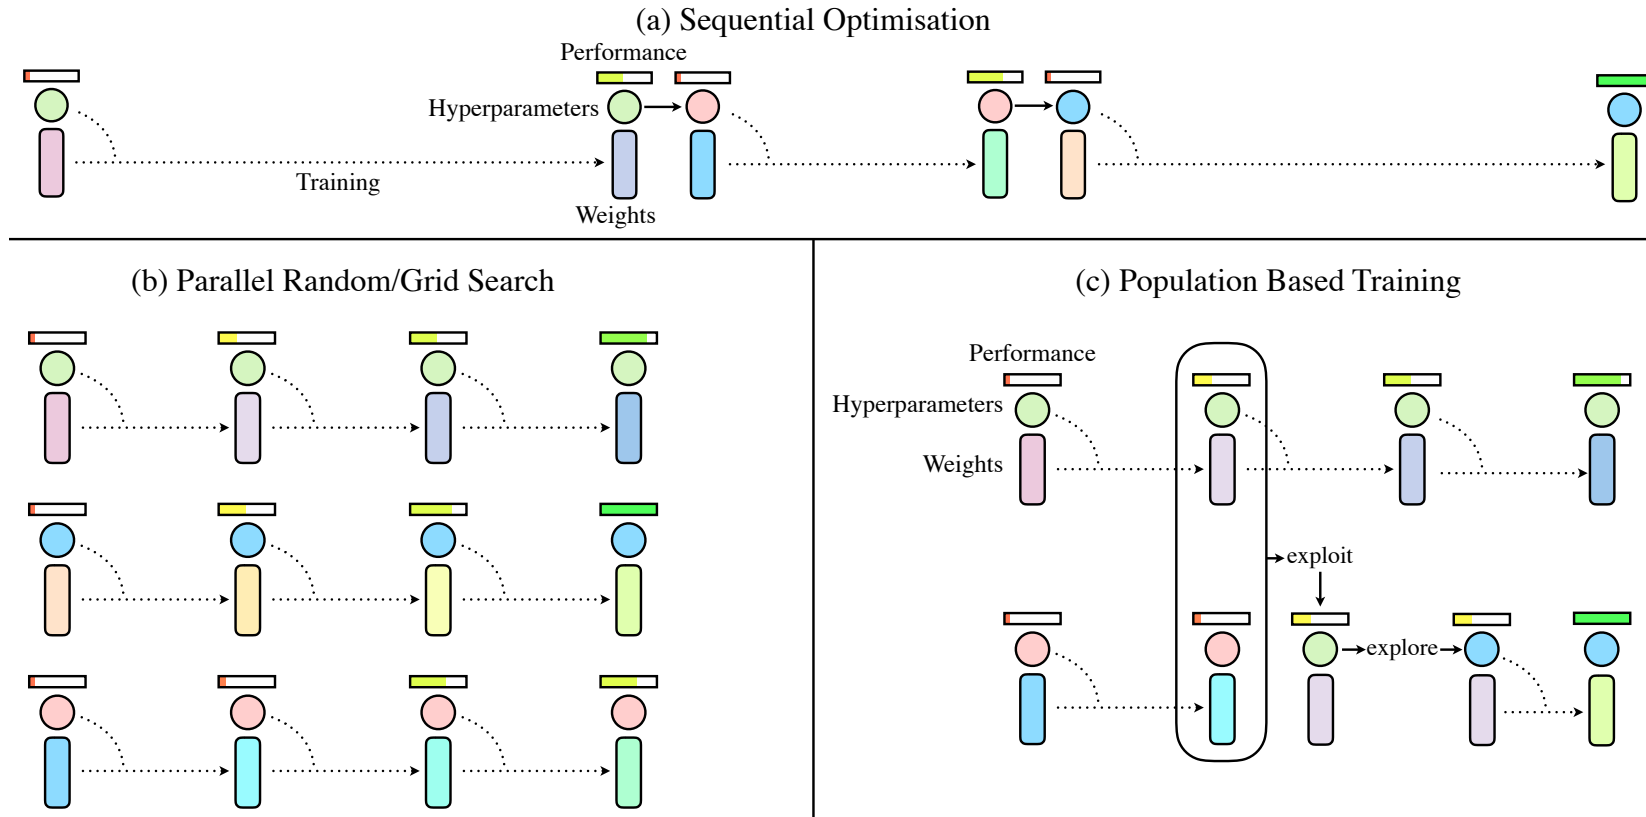 (a) Sequential Optimisation
Performance
Hyperparameters
Training
Weights
(b) Parallel Random/Grid Search
(c) Population Based Training
Performance
Hyperparameters
Weights
exploit
explore